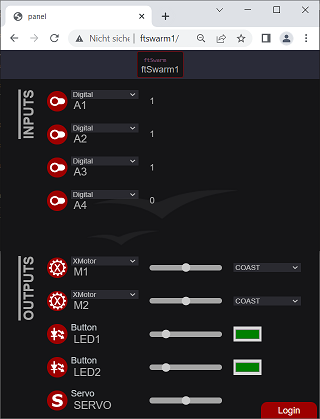 panel
Nicht siche
ftswarm1/
ftSwarm
ftSwarm1
INPUTS
Digital
A1
1
Digital
A2
1
Digital
A3
1
Digital
A4
0
OUTPUTS
XMotor
M1
COAST
XMotor
M2
COAST
Button
LED1
Button
LED2
Servo
SERVO
Login